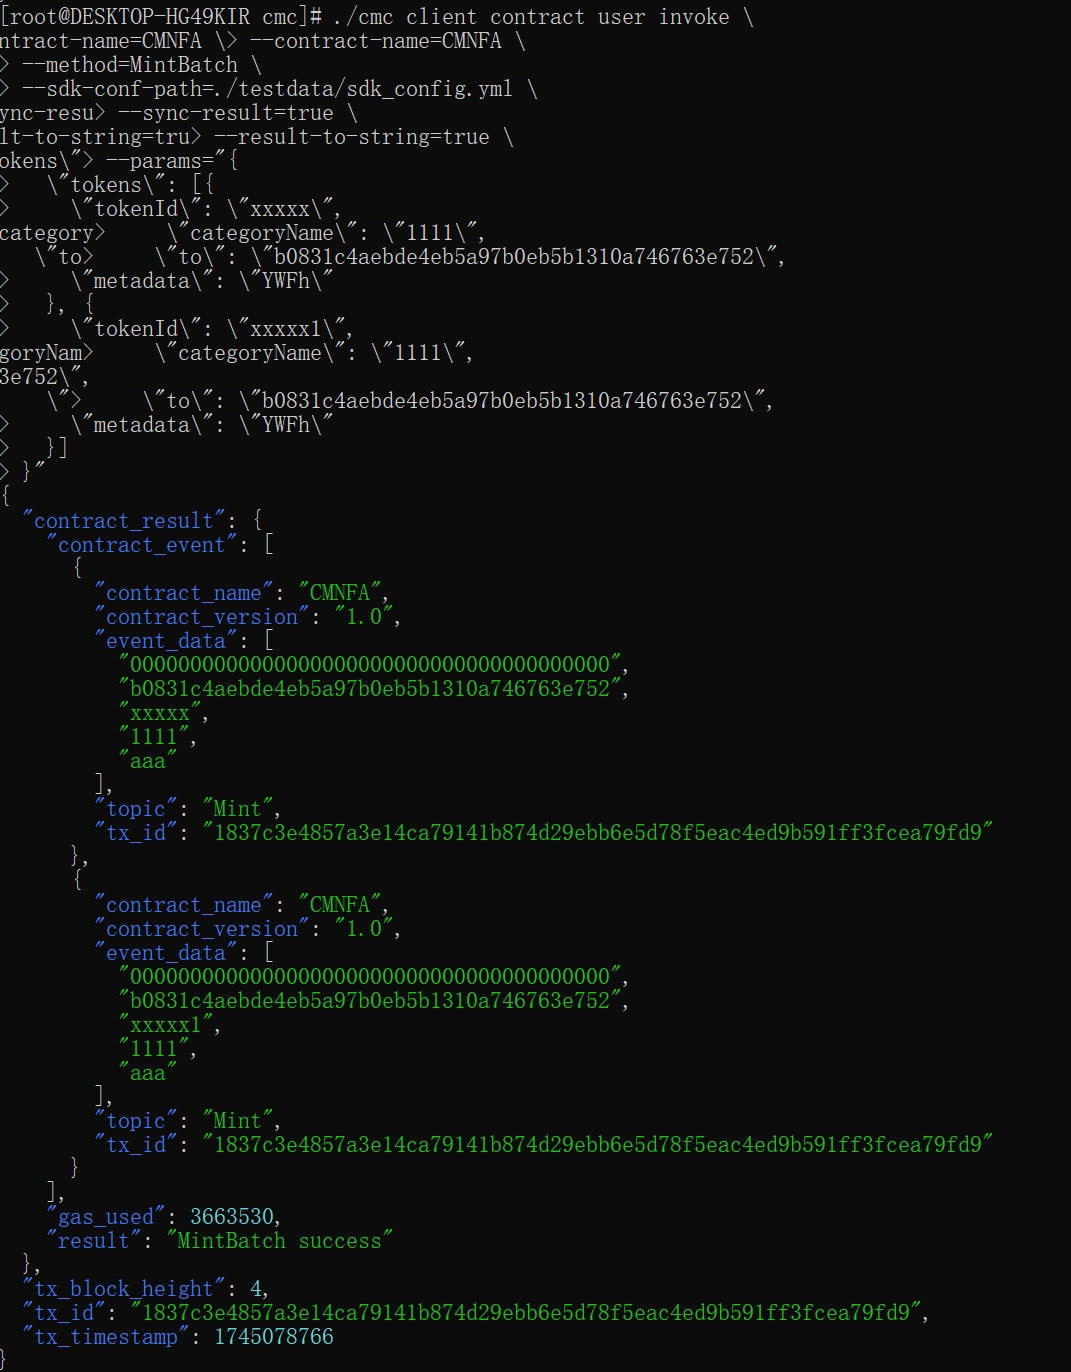 [root@DESKTOP-HG49KIR cmc]# ./cmc client contract user invoke \
ntract-name=CMNFA \> --contract-name=CMNFA \
> --method=MintBatch \
> --sdk-conf-path=./testdata/sdk_config.yml \
ync-resu> --sync-result=true \
lt-to-string=tru> --result-to-string=true \
okens\"> --params="{
>   \"tokens\": [{
>     \"tokenId\": \"xxxxx\",
category>     \"categoryName\": \"1111\",
   \"to>     \"to\": \"b0831c4aebde4eb5a97b0eb5b1310a746763e752\",
>     \"metadata\": \"YWFh\"
>   }, {
>     \"tokenId\": \"xxxxx1\",
goryNam>     \"categoryName\": \"1111\",
3e752\",
    \">     \"to\": \"b0831c4aebde4eb5a97b0eb5b1310a746763e752\",
>     \"metadata\": \"YWFh\"
>   }]
> }"
{
  "contract_result": {
    "contract_event": [
      {
        "contract_name": "CMNFA",
        "contract_version": "1.0",
        "event_data": [
          "0000000000000000000000000000000000000000",
          "b0831c4aebde4eb5a97b0eb5b1310a746763e752",
          "xxxxx",
          "1111",
          "aaa"
        ],
        "topic": "Mint",
        "tx_id": "1837c3e4857a3e14ca79141b874d29ebb6e5d78f5eac4ed9b591ff3fcea79fd9"
      },
      {
        "contract_name": "CMNFA",
        "contract_version": "1.0",
        "event_data": [
          "0000000000000000000000000000000000000000",
          "b0831c4aebde4eb5a97b0eb5b1310a746763e752",
          "xxxxx1",
          "1111",
          "aaa"
        ],
        "topic": "Mint",
        "tx_id": "1837c3e4857a3e14ca79141b874d29ebb6e5d78f5eac4ed9b591ff3fcea79fd9"
      }
    ],
    "gas_used": 3663530,
    "result": "MintBatch success"
  },
  "tx_block_height": 4,
  "tx_id": "1837c3e4857a3e14ca79141b874d29ebb6e5d78f5eac4ed9b591ff3fcea79fd9",
  "tx_timestamp": 1745078766
}